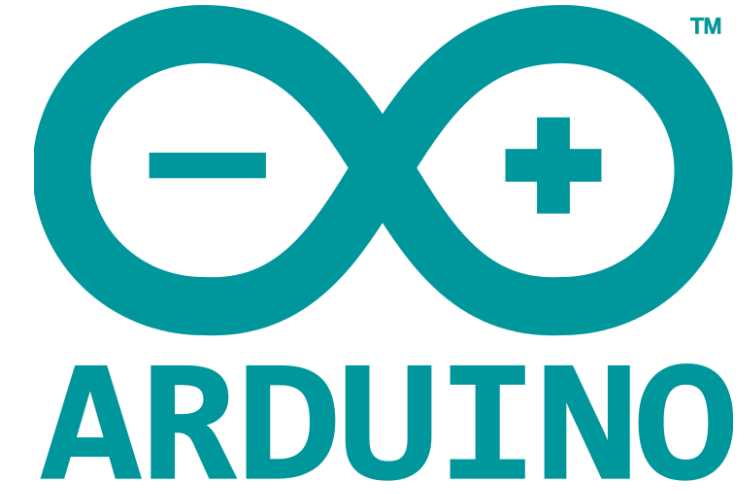 TM
- +
ARDUINO